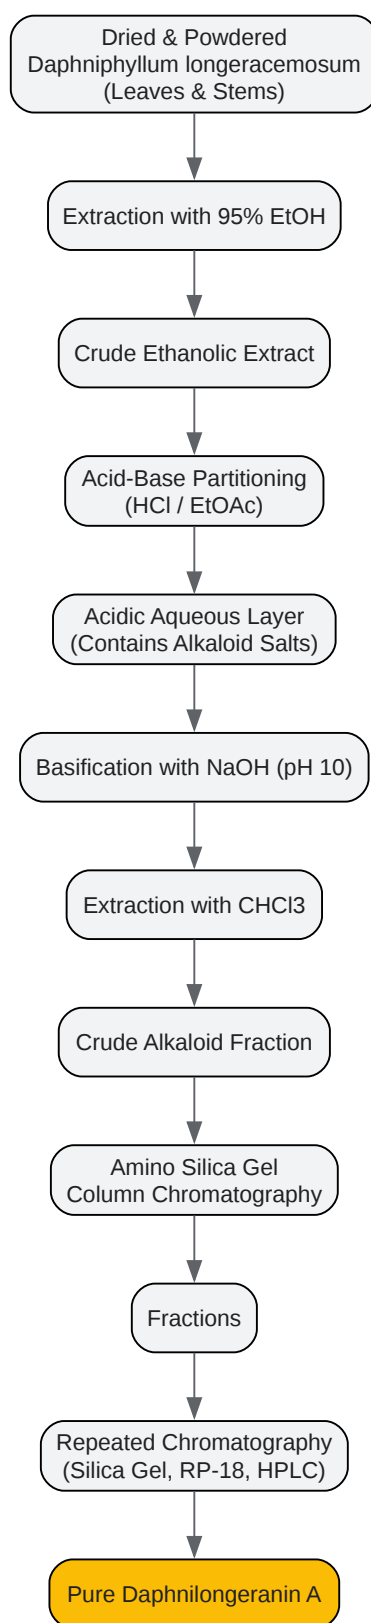 Dried & Powdered
Daphniphyllum longeracemosum
(Leaves & Stems)
Extraction with 95% EtOH
Crude Ethanolic Extract
Acid-Base Partitioning
(HCl / EtOAc)
Acidic Aqueous Layer
(Contains Alkaloid Salts)
Basification with NaOH (pH 10)
Extraction with CHCl3
Crude Alkaloid Fraction
Amino Silica Gel
Column Chromatography
Fractions
Repeated Chromatography
(Silica Gel, RP-18, HPLC)
Pure Daphnilongeranin A